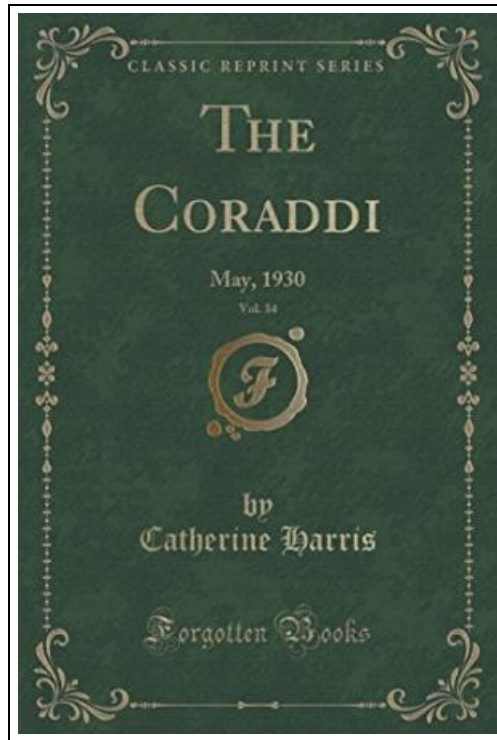 CLASSIC REPRINT SERIES
THE
CORADDI
May, 1930
Vol. 34
F
by
Catherine Harris
Forgotten Books